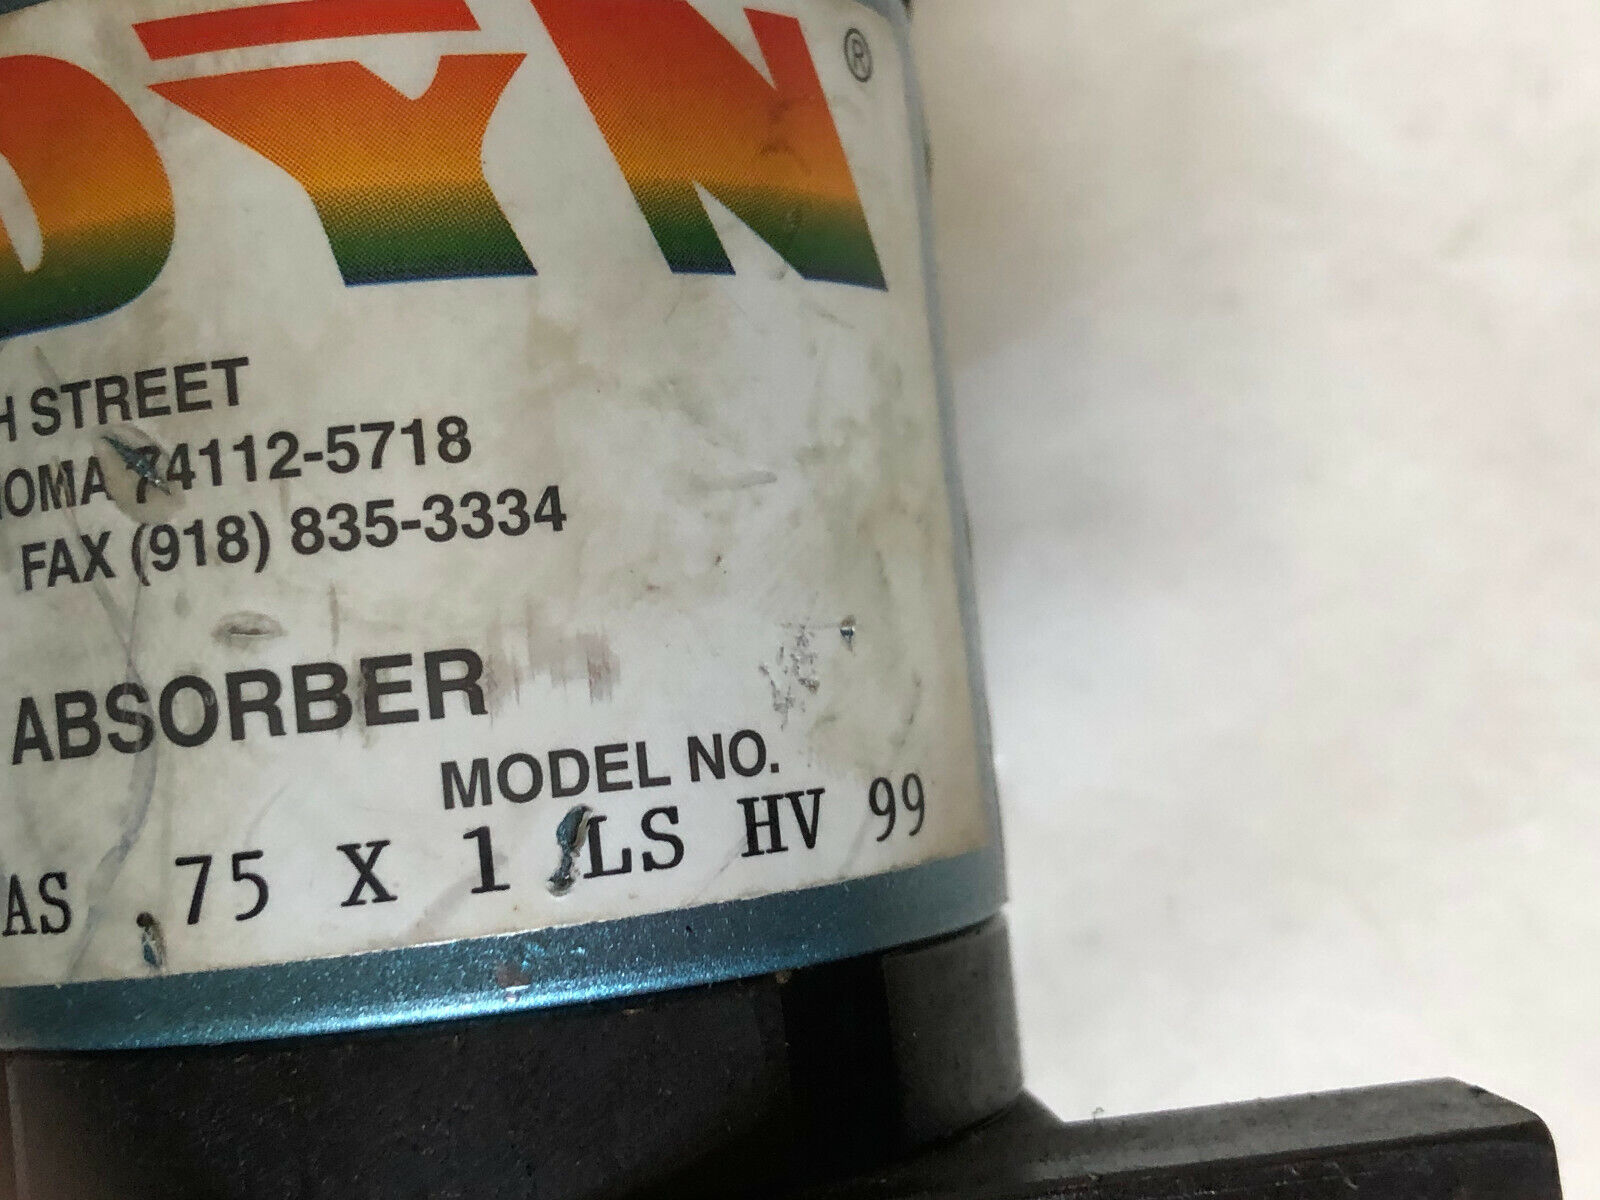 DYN®
H STREET
OMA 74112-5718
FAX (918) 835-3334
ABSORBER
MODEL NO.
AS .75 X 1 LS HV 99